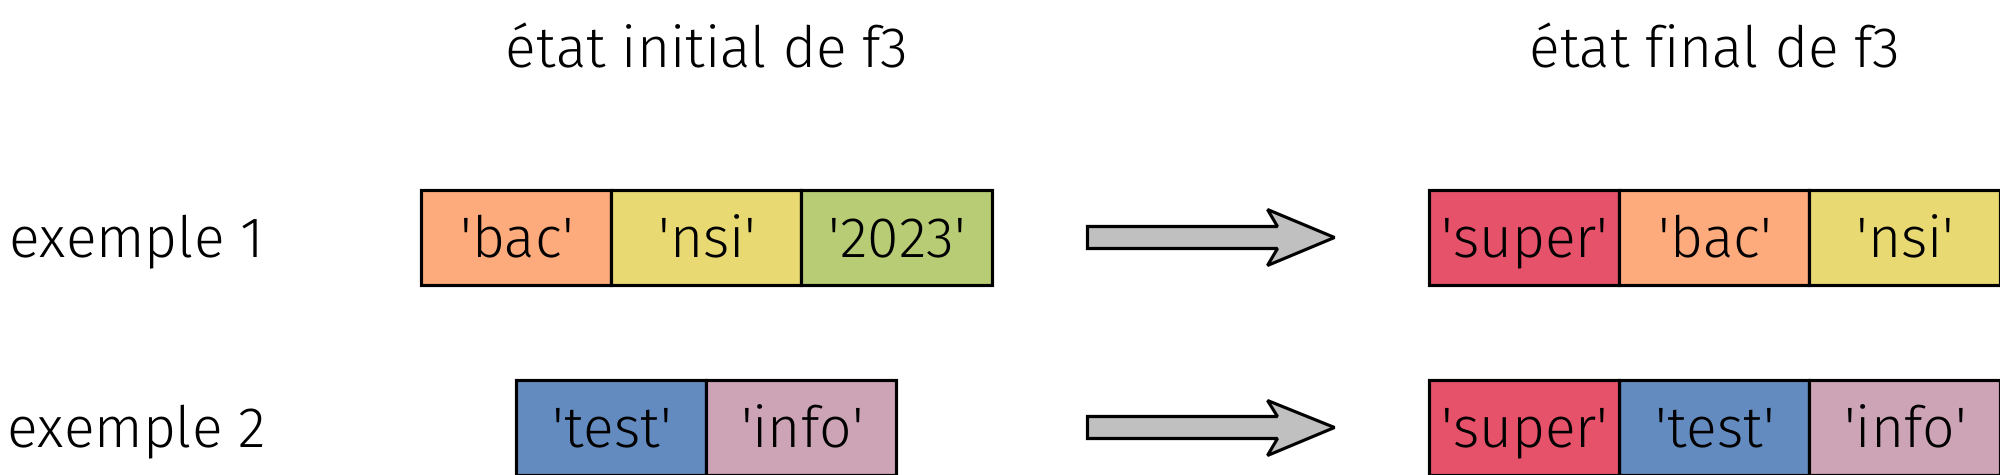 état initial de f3 état final de f3
exemple 1 'bac' 'nsi' '2023' 'super' 'bac' 'nsi'
exemple 2 'test' 'info' 'super' 'test' 'info'